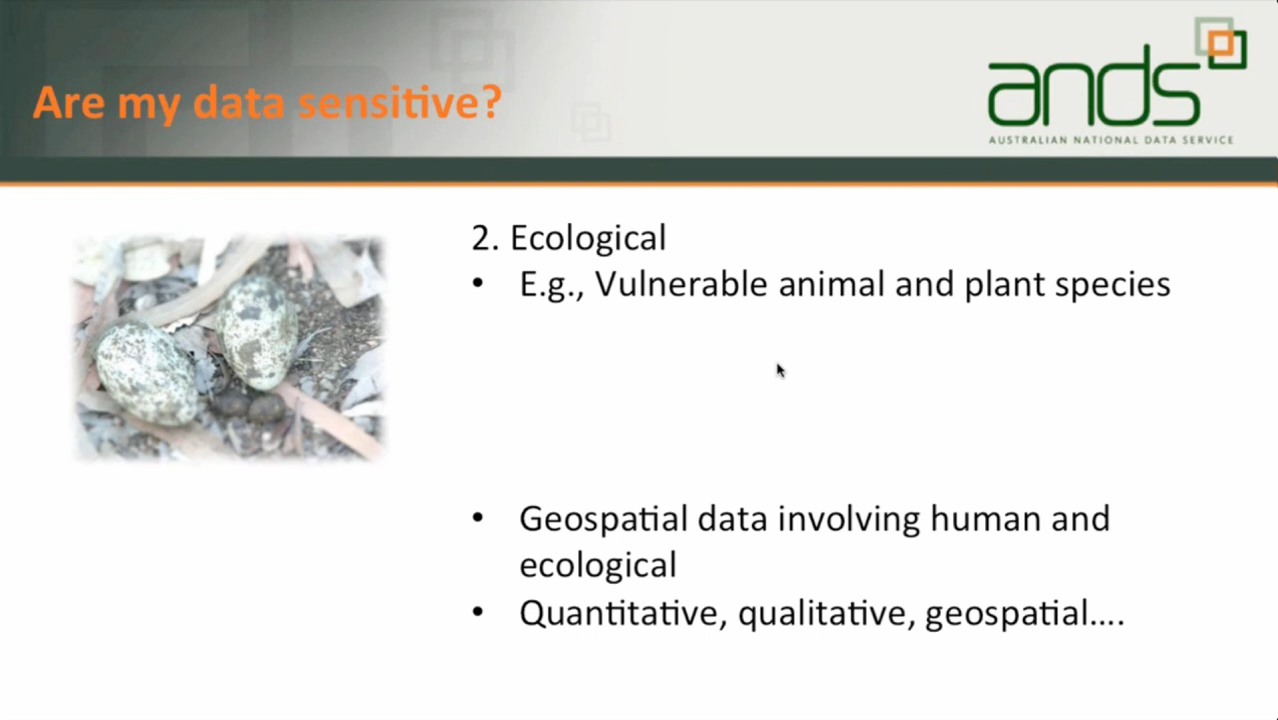 Are my data sensitive?
ands
AUSTRALIAN NATIONAL DATA SERVICE
2. Ecological
• E.g., Vulnerable animal and plant species
• Geospatial data involving human and
ecological
• Quantitative, qualitative, geospatial....